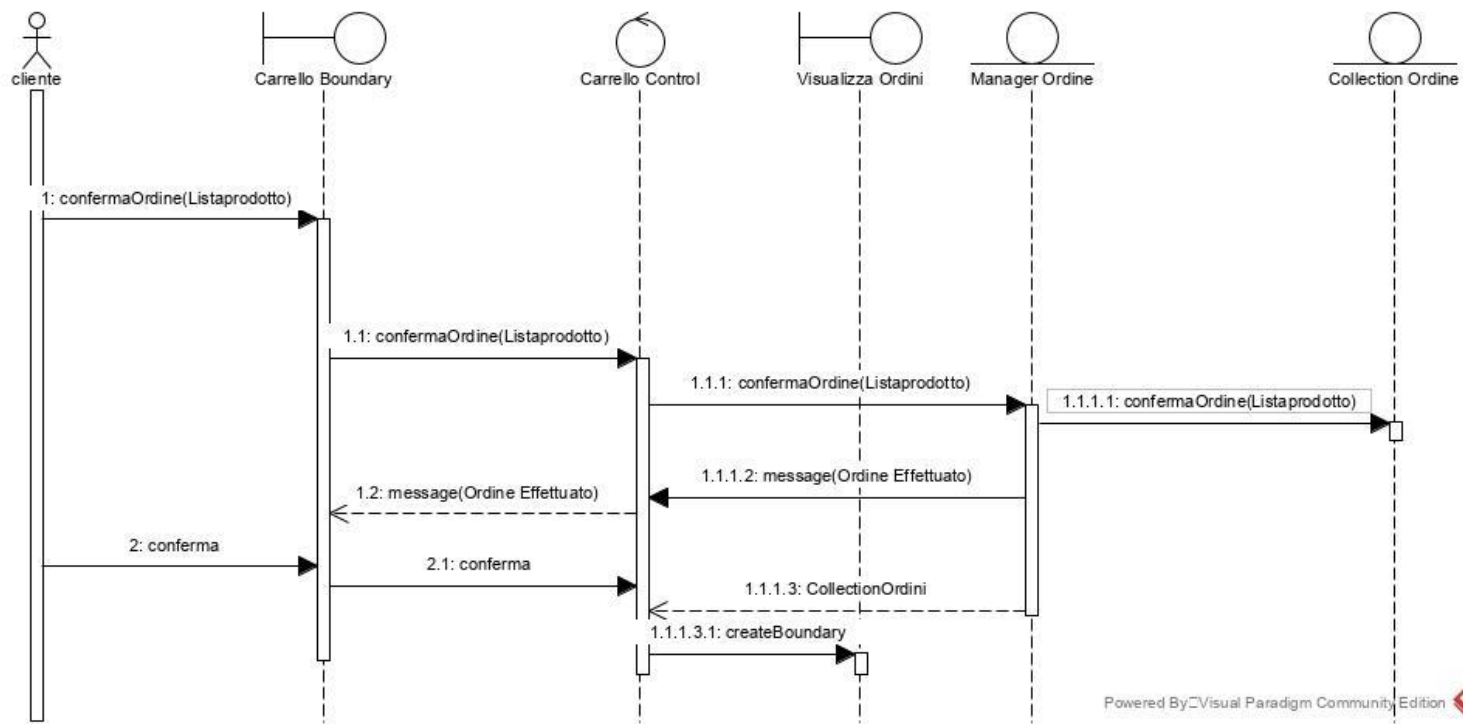 cliente
Carrello Boundary
Carrello Control
Visualizza Ordini
Manager Ordine
Collection Ordine
1: confermaOrdine(Listaprodotto)
1.1: confermaOrdine(Listaprodotto)
1.1.1: confermaOrdine(Listaprodotto)
1.1.1.1: confermaOrdine(Listaprodotto)
1.1.1.2: message(Ordine Effettuato)
1.2: message(Ordine Effettuato)
2: conferma
2.1: conferma
1.1.1.3: CollectionOrdini
1.1.1.3.1: createBoundary
Powered By Visual Paradigm Community Edition